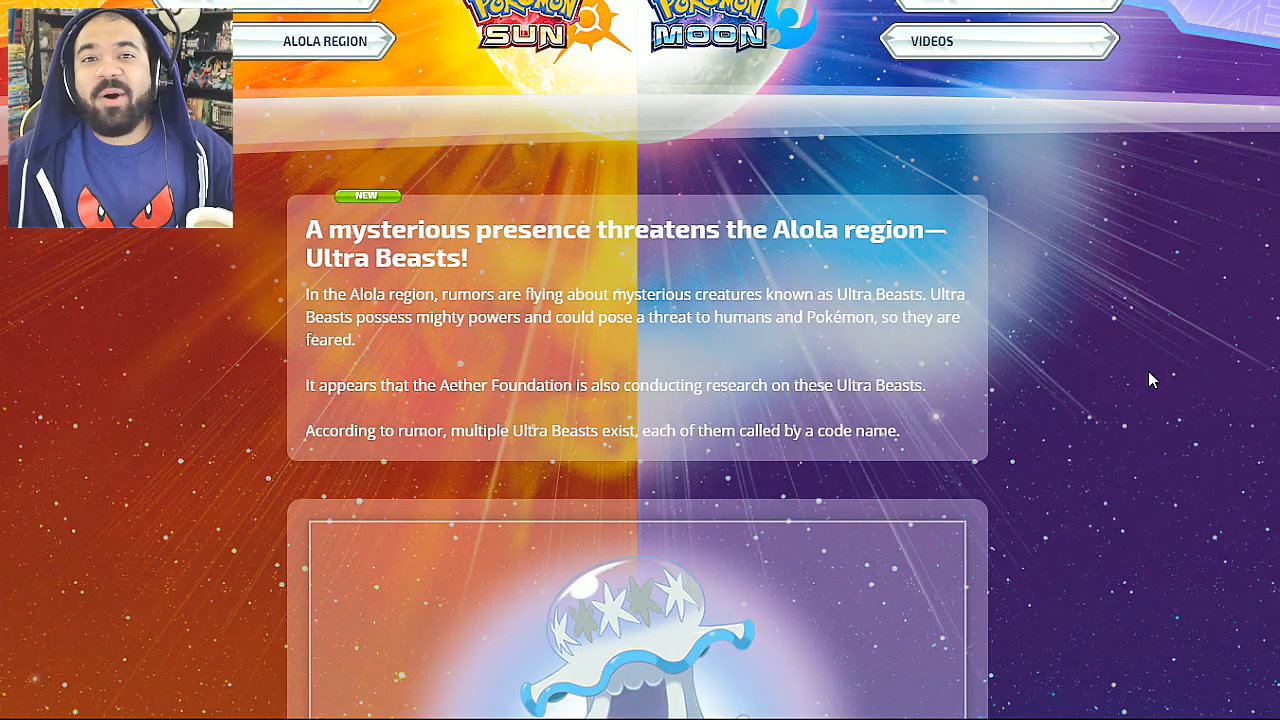 POKÉMON
SUN
POKÉMON
MOON
ALOLA REGION
VIDEOS
NEW
A mysterious presence threatens the Alola region—
Ultra Beasts!
In the Alola region, rumors are flying about mysterious creatures known as Ultra Beasts. Ultra
Beasts possess mighty powers and could pose a threat to humans and Pokémon, so they are
feared.
It appears that the Aether Foundation is also conducting research on these Ultra Beasts.
According to rumor, multiple Ultra Beasts exist, each of them called by a code name.